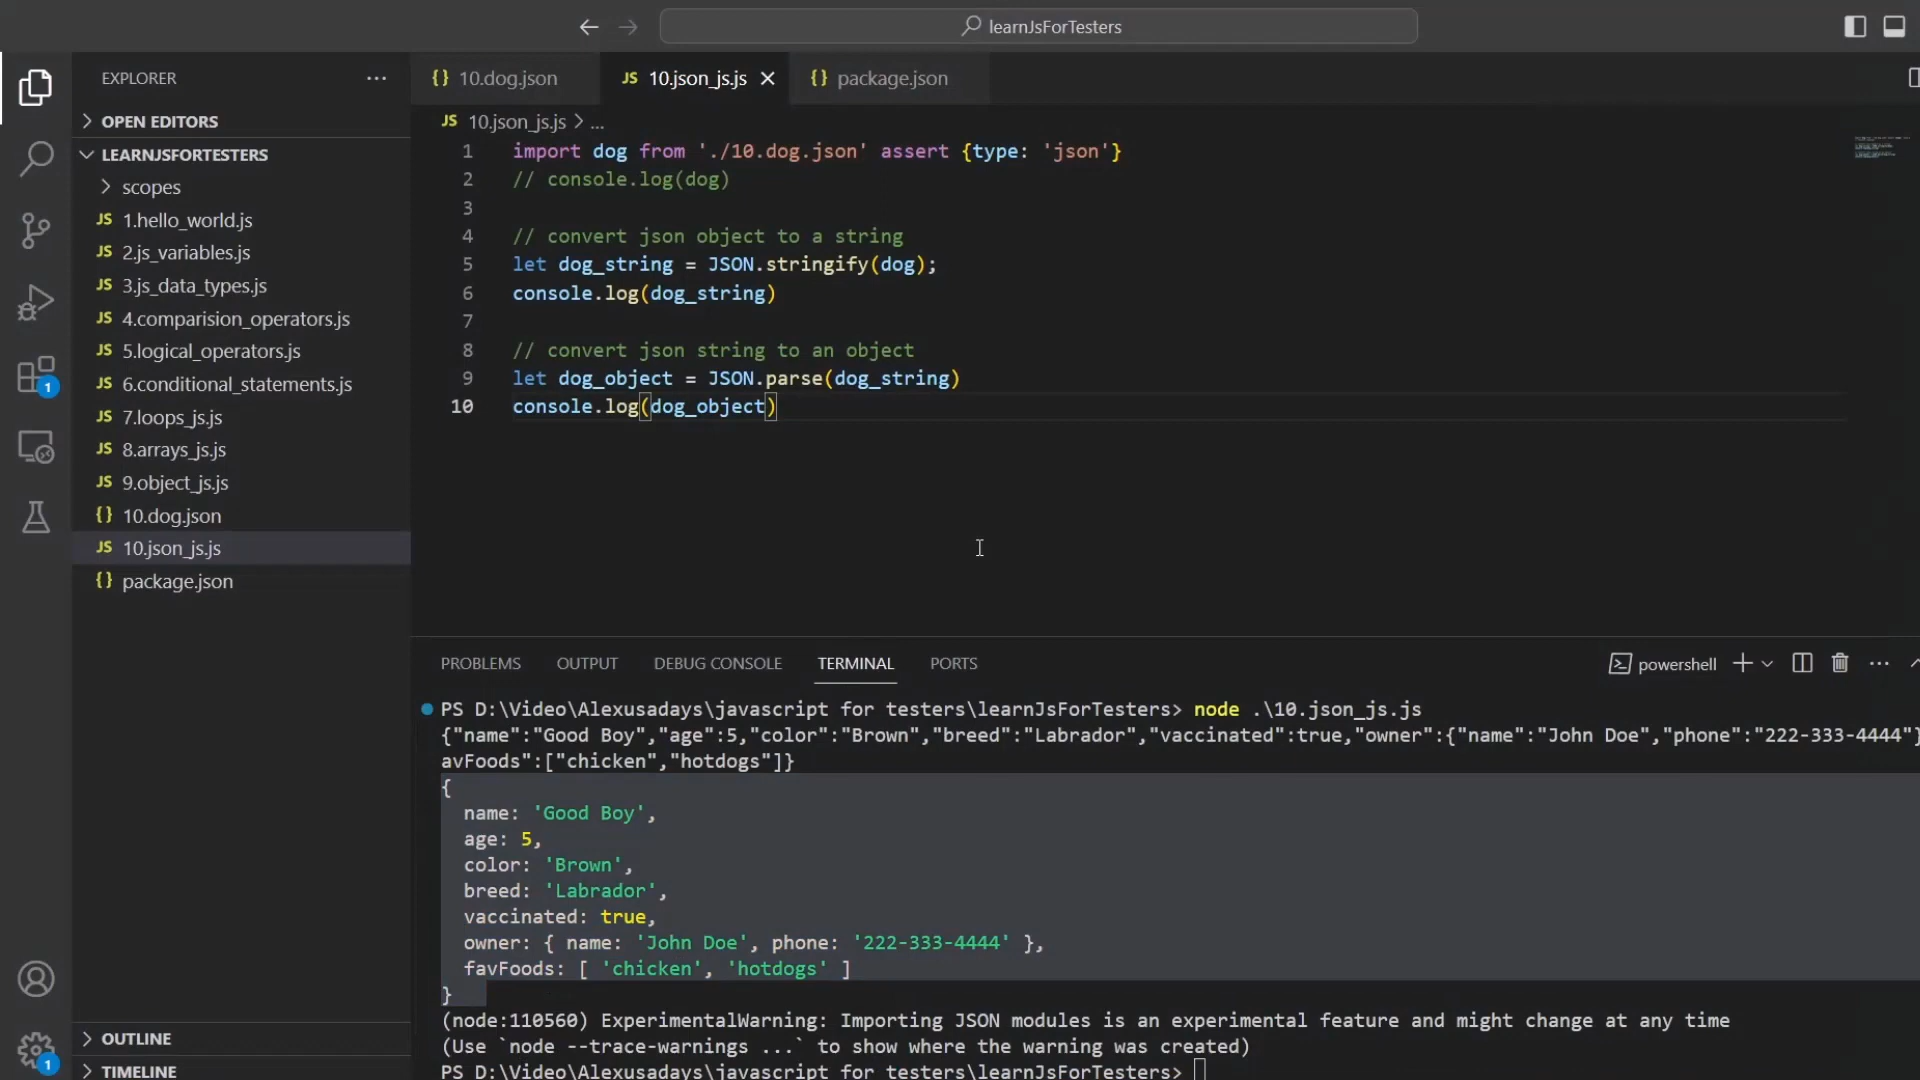 learnJsForTesters
EXPLORER
10.dog.json
10.json_js.js
package.json
OPEN EDITORS
LEARNJSFORTESTERS
scopes
1.hello_world.js
2.js_variables.js
3.js_data_types.js
4.comparision_operators.js
5.logical_operators.js
6.conditional_statements.js
7.loops_js.js
8.arrays_js.js
9.object_js.js
10.dog.json
10.json_js.js
package.json
OUTLINE
TIMELINE
1
1
JS 10.json_js.js > ...
1 import dog from './10.dog.json' assert {type: 'json'}
2 // console.log(dog)
3
4 // convert json object to a string
5 let dog_string = JSON.stringify(dog);
6 console.log(dog_string)
7
8 // convert json string to an object
9 let dog_object = JSON.parse(dog_string)
10 console.log(dog_object)
PROBLEMS OUTPUT DEBUG CONSOLE TERMINAL PORTS
powershell
PS D:\Video\Alexusadays\javascript for testers\learnJsForTesters> node .\10.json_js.js
{"name":"Good Boy","age":5,"color":"Brown","breed":"Labrador","vaccinated":true,"owner":{"name":"John Doe","phone":"222-333-4444"}
avFoods":["chicken","hotdogs"]}
{
name: 'Good Boy',
age: 5,
color: 'Brown',
breed: 'Labrador',
vaccinated: true,
owner: { name: 'John Doe', phone: '222-333-4444' },
favFoods: [ 'chicken', 'hotdogs' ]
}
(node:110560) ExperimentalWarning: Importing JSON modules is an experimental feature and might change at any time
(Use `node --trace-warnings ...` to show where the warning was created)
PS D:\Video\Alexusadays\javascript for testers\learnJsForTesters>